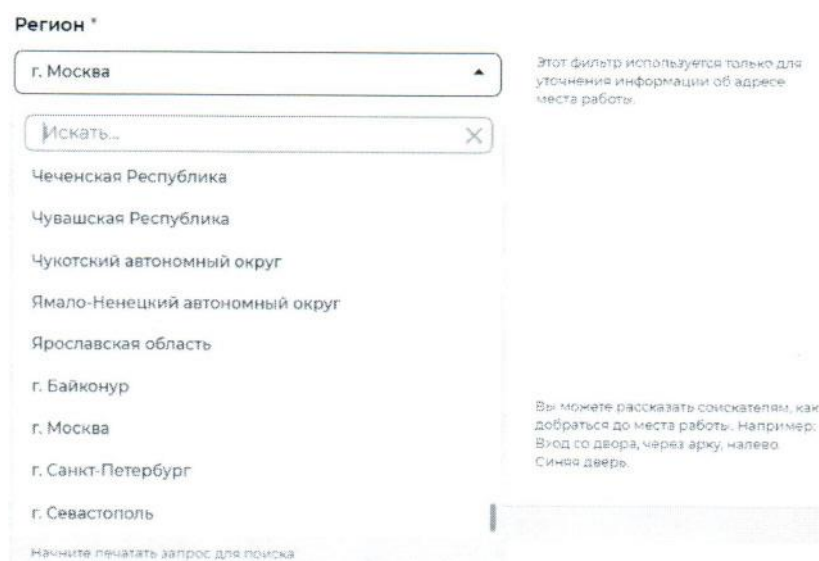 Регион *
г. Москва
Этот фильтр используется только для
уточнения информации об адресе
места работы.
Искать...
Чеченская Республика
Чувашская Республика
Чукотский автономный округ
Ямало-Ненецкий автономный округ
Ярославская область
г. Байконур
г. Москва
г. Санкт-Петербург
г. Севастополь
Начните печатать запрос для поиска
Вы можете рассказать соискателям, как
добраться до места работы. Например:
Вход со двора, через арку, налево.
Синяя дверь.